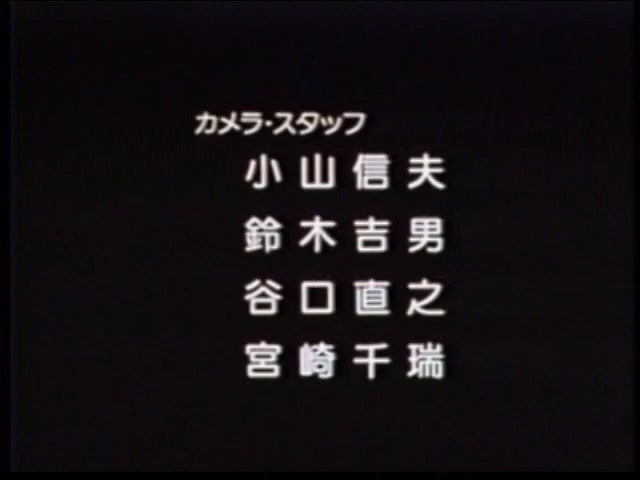 カメラ・スタッフ
小山信夫
鈴木吉男
谷口直之
宮崎千瑞